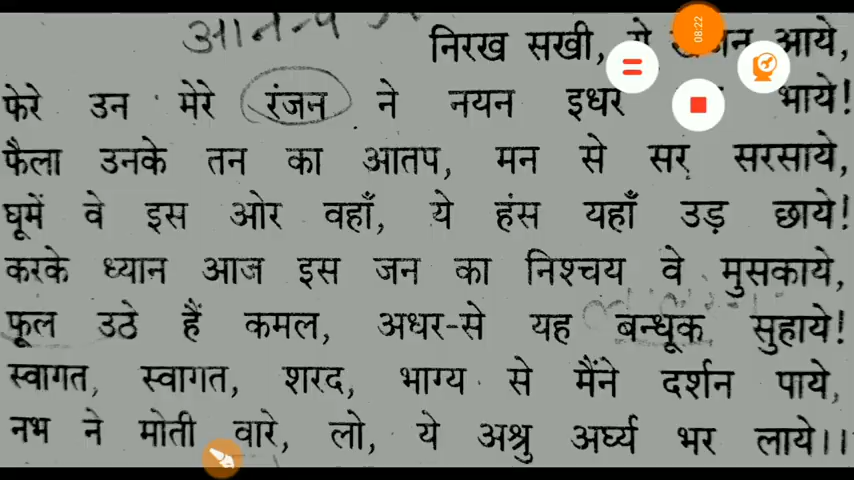 निरख सखी, ये आये,
फेरे उन मेरे रंजन ने नयन इधर भाये!
फैला उनके तन का आतप, मन से सर सरसाये,
घूमें वे इस ओर वहाँ, ये हंस यहाँ उड़ छाये!
करके ध्यान आज इस जन का निश्चय वे मुसकाये,
फूल उठे हैं कमल, अधर-से यह बन्धूक सुहाये!
स्वागत, स्वागत, शरद, भाग्य से मैंने दर्शन पाये,
नभ ने मोती वारे, लो, ये अश्रु अर्घ्य भर लाये।।
08:22